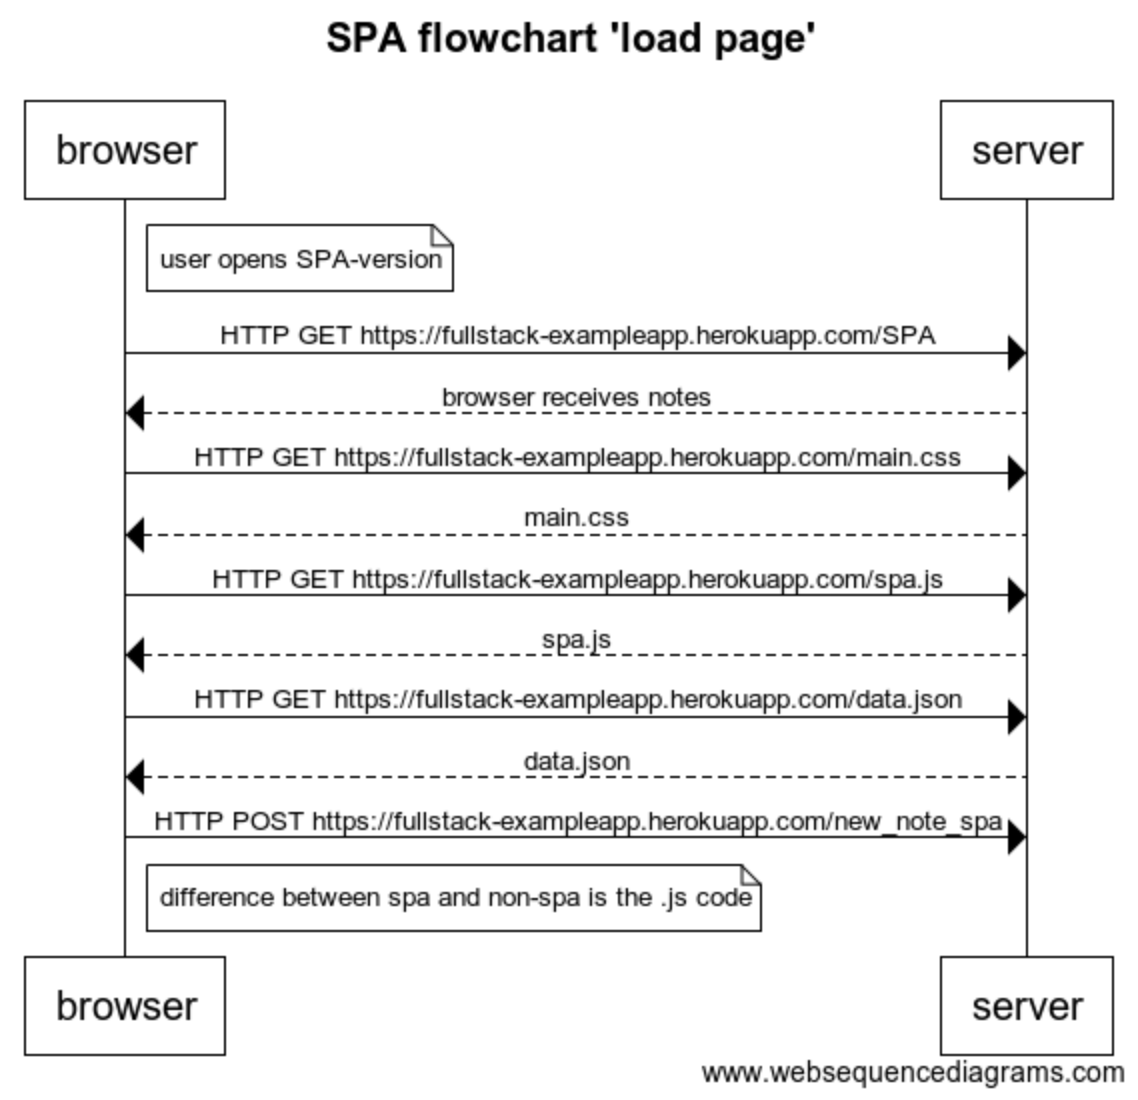 SPA flowchart 'load page'
browser
server
user opens SPA-version
HTTP GET https://fullstack-exampleapp.herokuapp.com/SPA
browser receives notes
HTTP GET https://fullstack-exampleapp.herokuapp.com/main.css
main.css
HTTP GET https://fullstack-exampleapp.herokuapp.com/spa.js
spa.js
HTTP GET https://fullstack-exampleapp.herokuapp.com/data.json
data.json
HTTP POST https://fullstack-exampleapp.herokuapp.com/new_note_spa
difference between spa and non-spa is the .js code
browser
server
www.websequencediagrams.com